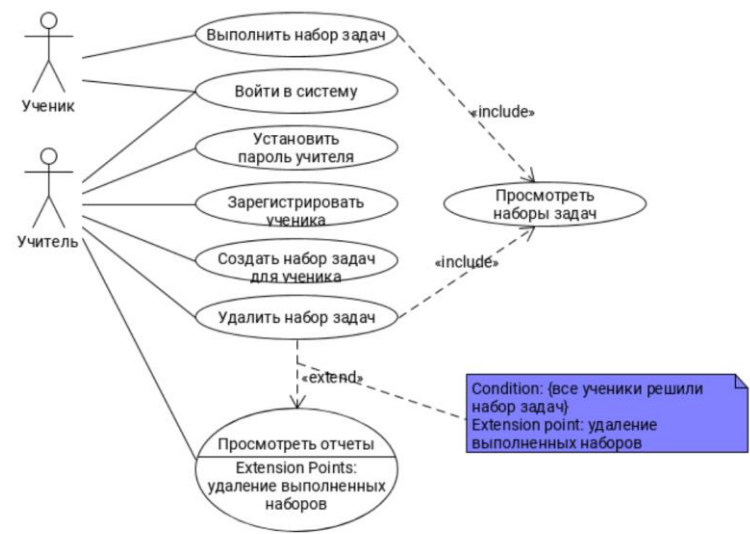 Выполнить набор задач
Ученик
Войти в систему
«include»
Установить
пароль учителя
Учитель
Зарегистрировать
ученика
Просмотреть
наборы задач
Создать набор задач
для ученика
«include»
Удалить набор задач
«extend»
Condition: {все ученики решили
набор задач}
Extension point: удаление
выполненных наборов
Просмотреть отчеты
Extension Points:
удаление выполненных
наборов